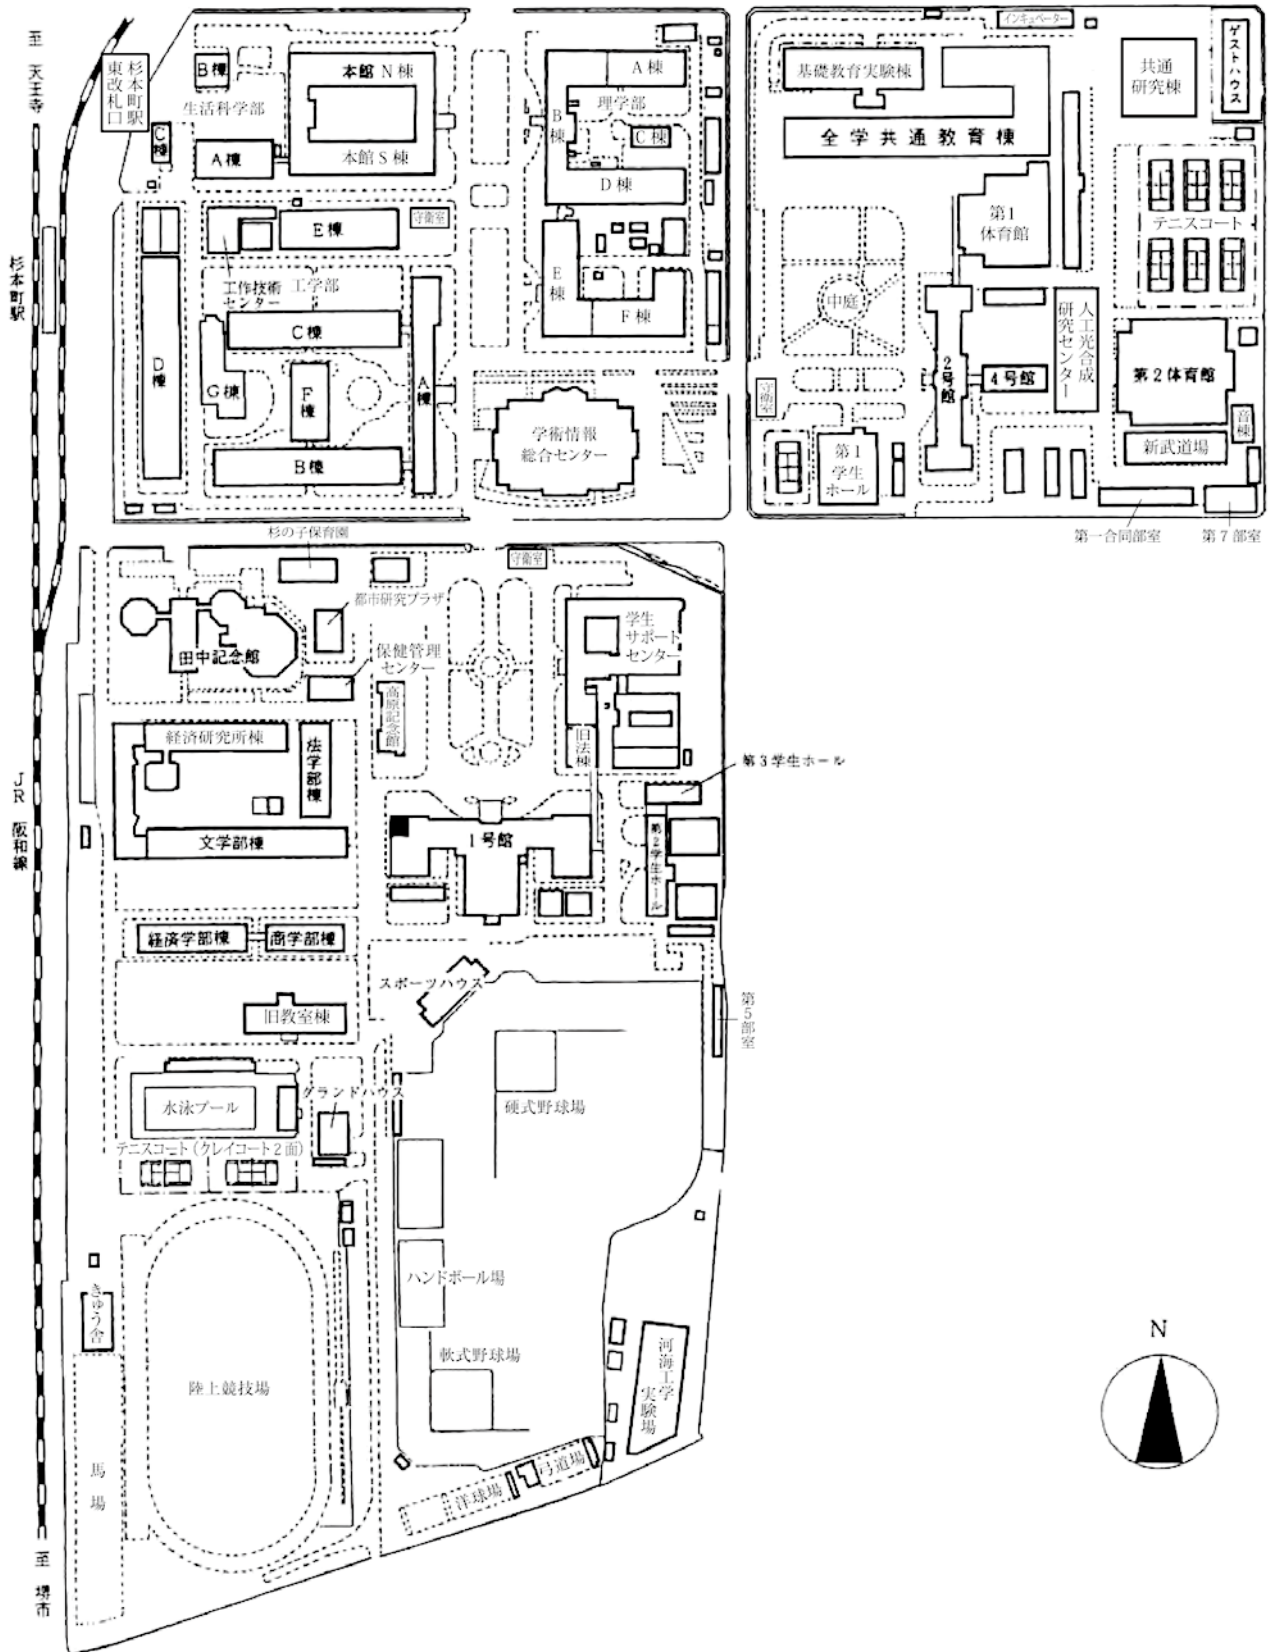 至 天王寺
杉本町駅
東改札口
B棟
生活科学部
C棟
A棟
本館 N 棟
本館 S 棟
A 棟
B棟
理学部
C 棟
D 棟
E棟
F 棟
E 棟
守衛室
工作技術
センター
工学部
C 棟
D棟
G 棟
F棟
A棟
B 棟
学術情報
総合センター
杉本町駅
インキュベーター
ゲストハウス
基礎教育実験棟
共通
研究棟
全学共通教育棟
第1
体育館
テニスコート
中庭
人工光合成
研究センター
2号館
4号館
第2体育館
守衛室
第1
学生
ホール
音棟
新武道場
第一合同部室
第7部室
杉の子保育園
守衛室
都市研究プラザ
学生
サポート
センター
田中記念館
保健管理
センター
高原記念館
旧法棟
経済研究所棟
法学部棟
第3学生ホール
JR 阪和線
文学部棟
1号館
第2学生ホール
経済学部棟
商学部棟
スポーツハウス
旧教室棟
第5部室
グランドハウス
水泳プール
硬式野球場
テニスコート（クレイコート2面）
ハンドボール場
きゅう舎
軟式野球場
河海工学
実験場
陸上競技場
馬場
洋球場
弓道場
至 堺市
N